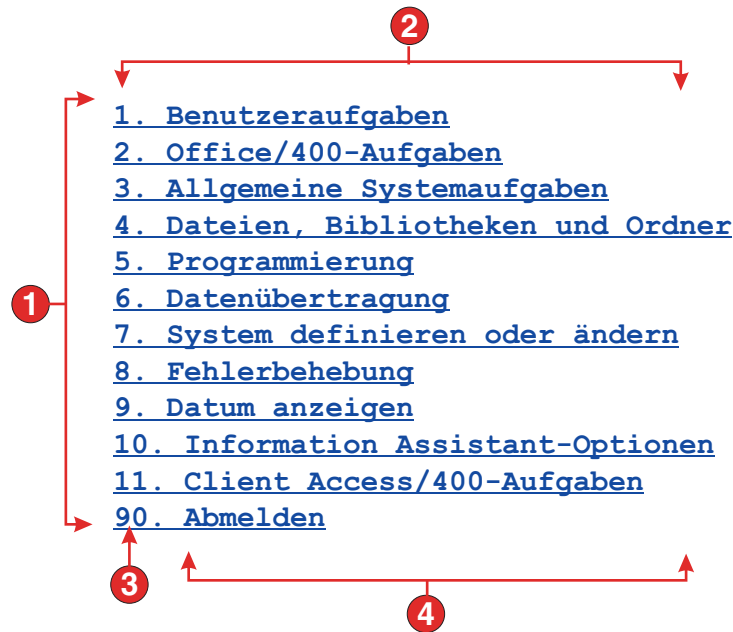 2
1. Benutzeraufgaben
2. Office/400-Aufgaben
3. Allgemeine Systemaufgaben
4. Dateien, Bibliotheken und Ordner
5. Programmierung
1
6. Datenübertragung
7. System definieren oder ändern
8. Fehlerbehebung
9. Datum anzeigen
10. Information Assistant-Optionen
11. Client Access/400-Aufgaben
90. Abmelden
3
4